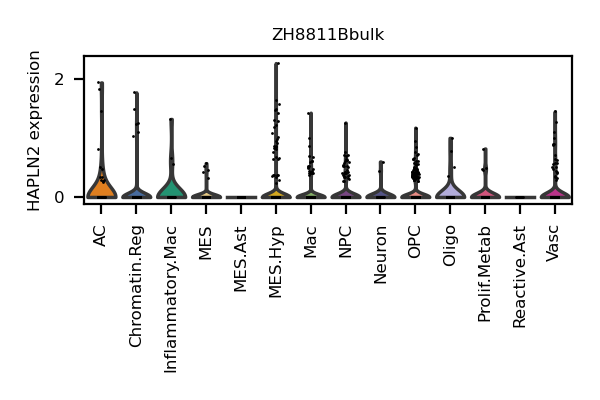 ZH8811Bbulk
HAPLN2 expression
2
0
AC
Chromatin.Reg
Inflammatory.Mac
MES
MES.Ast
MES.Hyp
Mac
NPC
Neuron
OPC
Oligo
Prolif.Metab
Reactive.Ast
Vasc